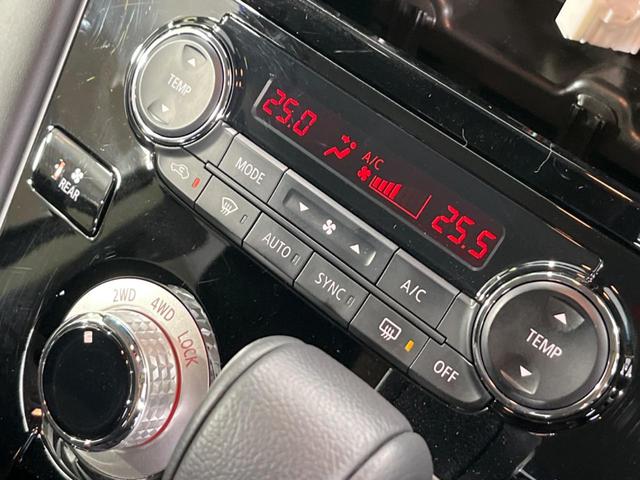 TEMP
25.0
A/C
25.5
REAR
MODE
AUTO
SYNC
A/C
OFF
TEMP
2WD
4WD
LOCK